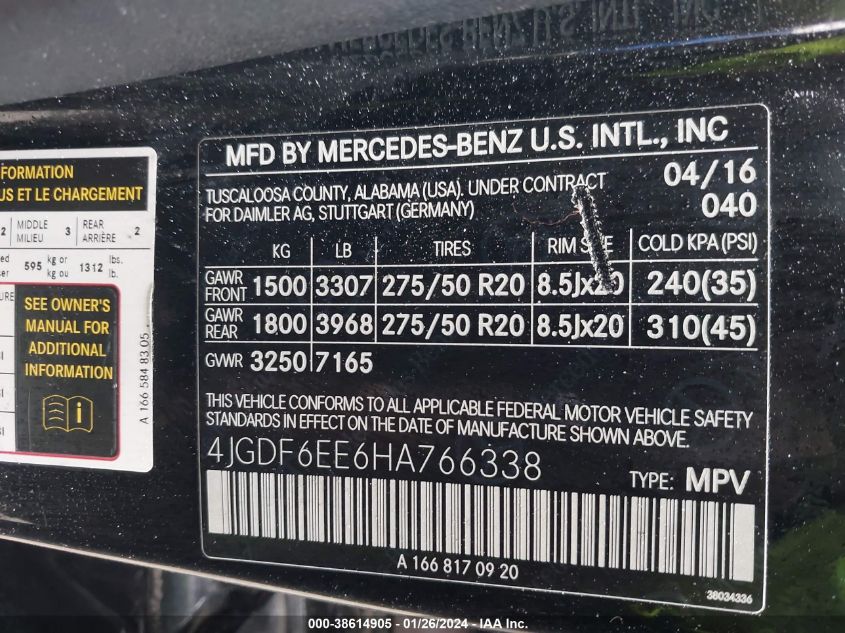 MFD BY MERCEDES-BENZ U.S. INTL., INC
TUSCALOOSA COUNTY, ALABAMA (USA). UNDER CONTRACT 04/16
FOR DAIMLER AG, STUTTGART (GERMANY) 040
KG LB TIRES RIM SIZE COLD KPA (PSI)
GAWR FRONT 1500 3307 275/50 R20 8.5Jx20 240(35)
GAWR REAR 1800 3968 275/50 R20 8.5Jx20 310(45)
GVWR 3250 7165
THIS VEHICLE CONFORMS TO ALL APPLICABLE FEDERAL MOTOR VEHICLE SAFETY
STANDARDS IN EFFECT ON THE DATE OF MANUFACTURE SHOWN ABOVE.
4JGDF6EE6HA766338
TYPE: MPV
A 166 817 09 20
38034336
FORMATION
US ET LE CHARGEMENT
2 MIDDLE MILIEU 3 REAR ARRIÈRE 2
595 kg or kg ou 1312 lbs. lb.
SEE OWNER'S
MANUAL FOR
ADDITIONAL
INFORMATION
A 166 584 83 05
000-38614905 - 01/26/2024 - IAA Inc.